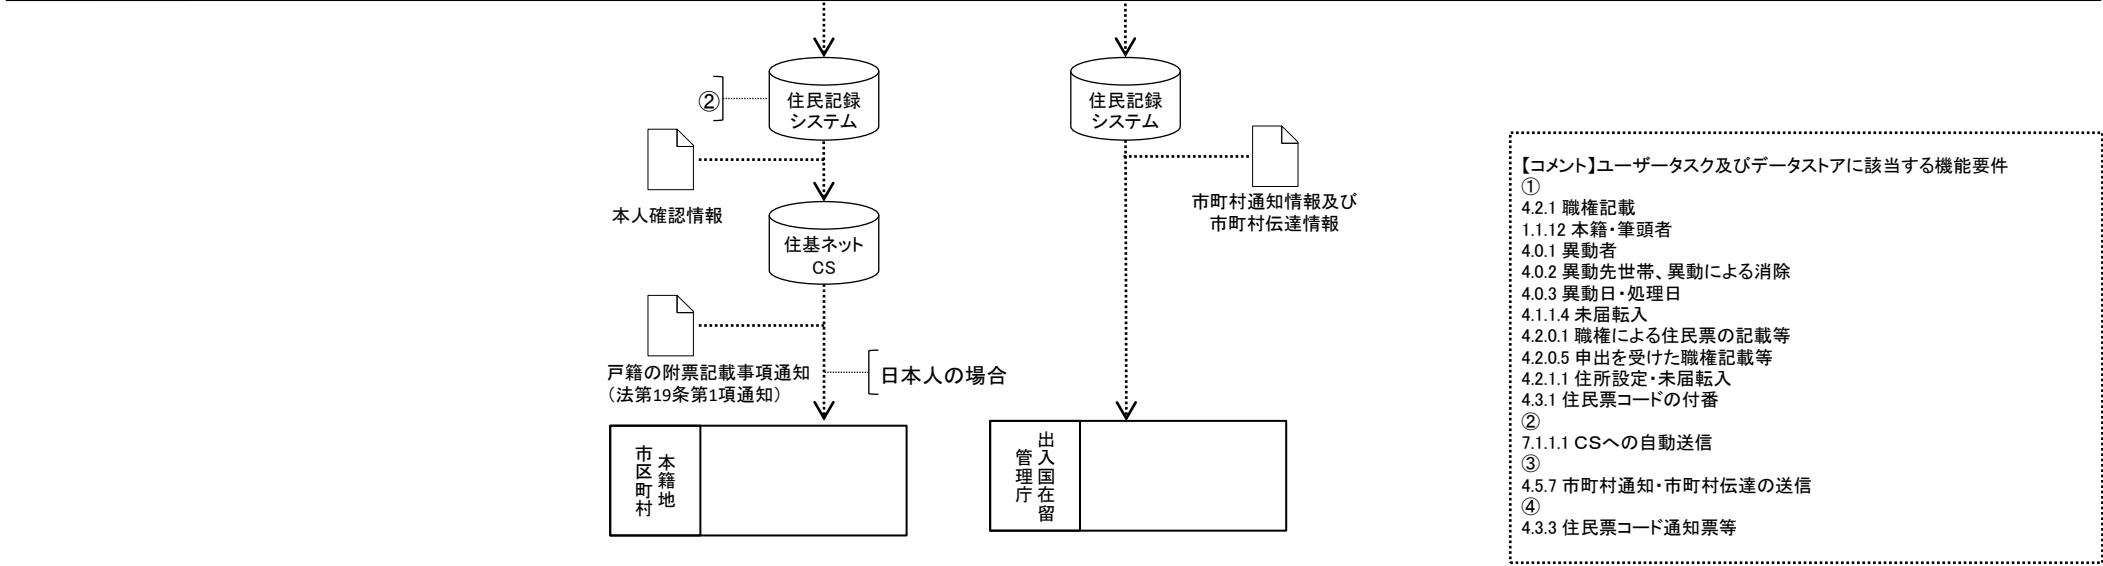 ②
住民記録
システム
本人確認情報
住基ネット
CS
戸籍の附票記載事項通知
(法第19条第1項通知)
日本人の場合
本籍地
市区町村
住民記録
システム
市町村通知情報及び
市町村伝達情報
出入国在留
管理庁
【コメント】ユーザータスク及びデータストアに該当する機能要件
①
4.2.1 職権記載
1.1.12 本籍・筆頭者
4.0.1 異動者
4.0.2 異動先世帯、異動による消除
4.0.3 異動日・処理日
4.1.1.4 未届転入
4.2.0.1 職権による住民票の記載等
4.2.0.5 申出を受けた職権記載等
4.2.1.1 住所設定・未届転入
4.3.1 住民票コードの付番
②
7.1.1.1 CSへの自動送信
③
4.5.7 市町村通知・市町村伝達の送信
④
4.3.3 住民票コード通知票等